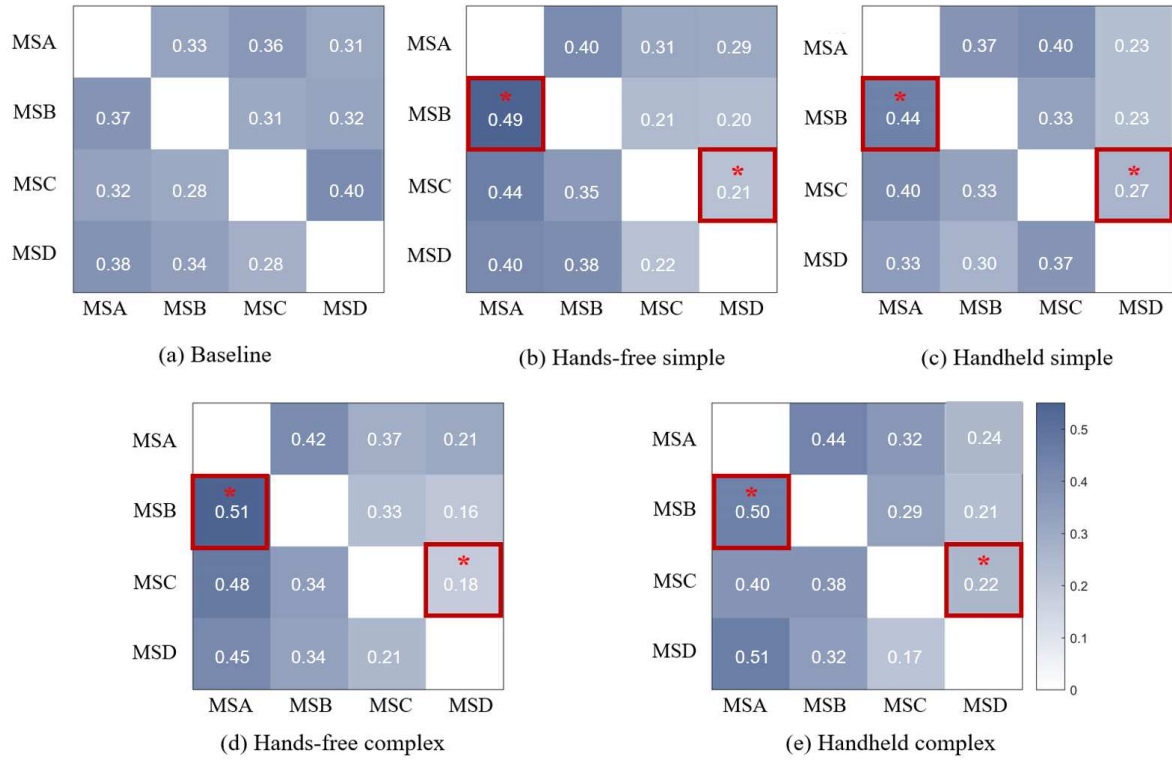 MSA 0.33 0.36 0.31
MSB 0.37 0.31 0.32
MSC 0.32 0.28 0.40
MSD 0.38 0.34 0.28
MSA MSB MSC MSD
(a) Baseline
MSA 0.40 0.31 0.29
*
MSB 0.49 0.21 0.20
*
MSC 0.44 0.35 0.21
MSD 0.40 0.38 0.22
MSA MSB MSC MSD
(b) Hands-free simple
MSA 0.37 0.40 0.23
*
MSB 0.44 0.33 0.23
*
MSC 0.40 0.33 0.27
MSD 0.33 0.30 0.37
MSA MSB MSC MSD
(c) Handheld simple
MSA 0.42 0.37 0.21
*
MSB 0.51 0.33 0.16
*
MSC 0.48 0.34 0.18
MSD 0.45 0.34 0.21
MSA MSB MSC MSD
(d) Hands-free complex
MSA 0.44 0.32 0.24
*
MSB 0.50 0.29 0.21
*
MSC 0.40 0.38 0.22
MSD 0.51 0.32 0.17
MSA MSB MSC MSD
(e) Handheld complex
0.5
0.4
0.3
0.2
0.1
0